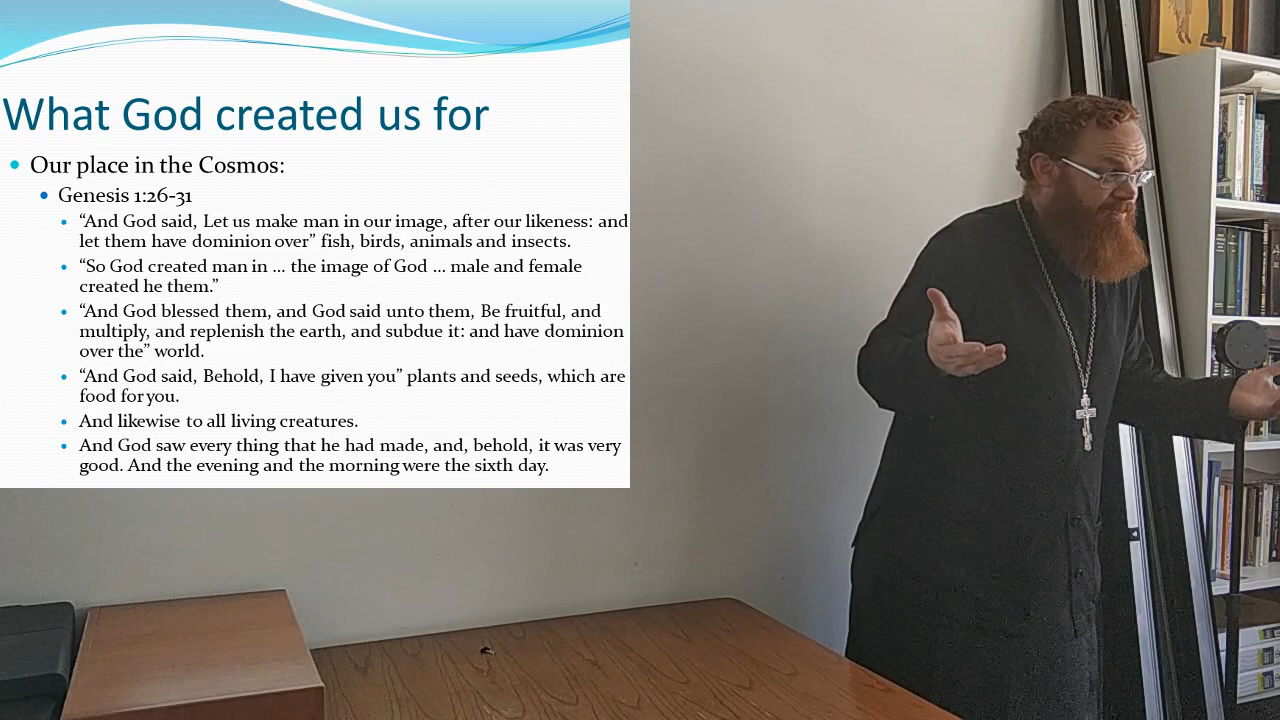 What God created us for
Our place in the Cosmos:
Genesis 1:26-31
“And God said, Let us make man in our image, after our likeness: and
let them have dominion over” fish, birds, animals and insects.
“So God created man in ... the image of God ... male and female
created he them.”
“And God blessed them, and God said unto them, Be fruitful, and
multiply, and replenish the earth, and subdue it: and have dominion
over the” world.
“And God said, Behold, I have given you” plants and seeds, which are
food for you.
And likewise to all living creatures.
And God saw every thing that he had made, and, behold, it was very
good. And the evening and the morning were the sixth day.